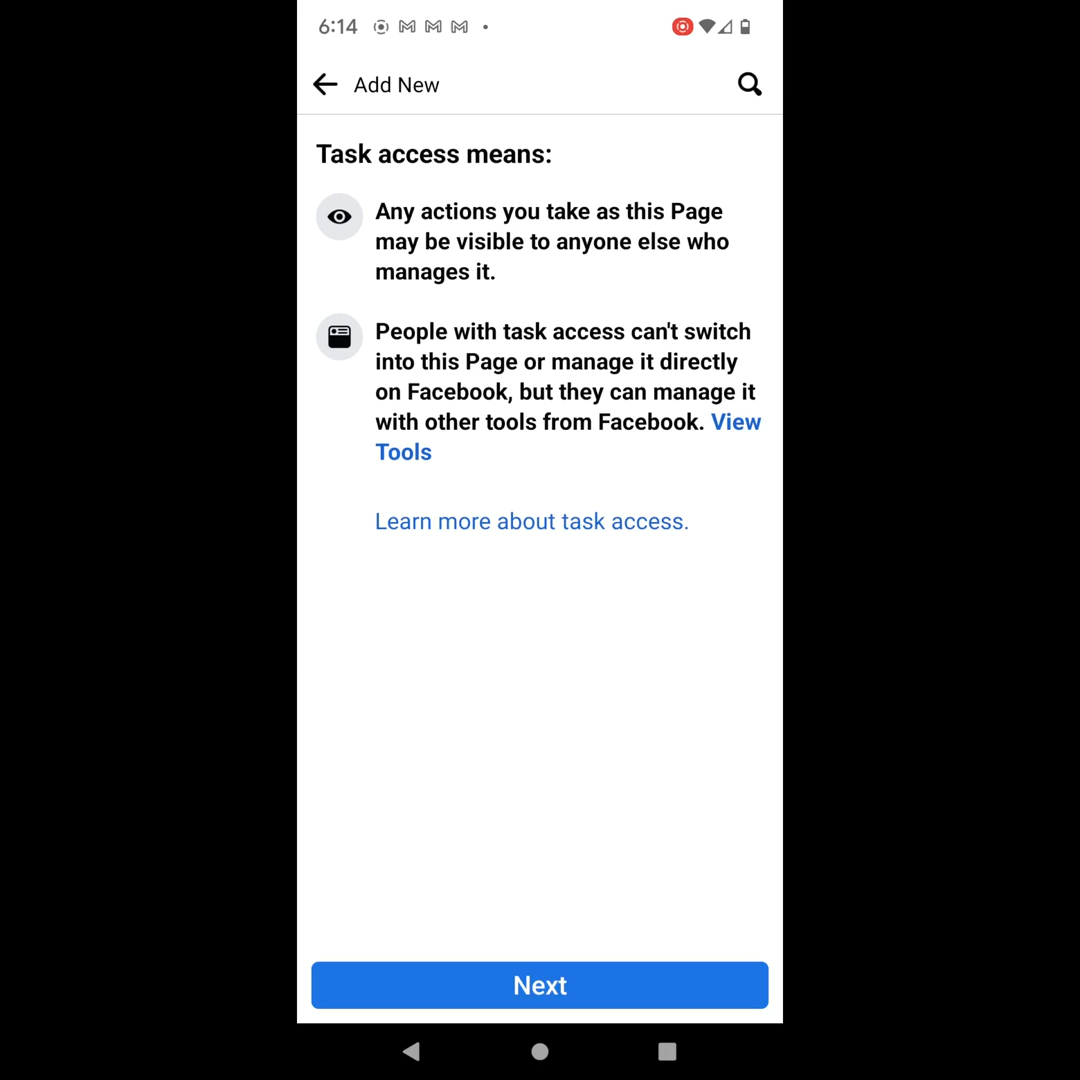 6:14
Add New
Task access means:
Any actions you take as this Page
may be visible to anyone else who
manages it.
People with task access can't switch
into this Page or manage it directly
on Facebook, but they can manage it
with other tools from Facebook. View
Tools
Learn more about task access.
Next